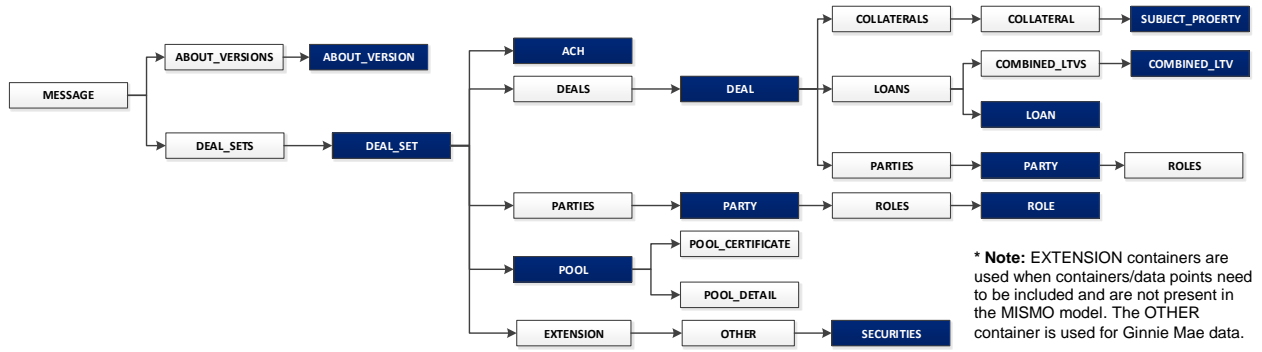 COLLATERALS
COLLATERAL
SUBJECT_PROERTY
ACH
ABOUT_VERSIONS
ABOUT_VERSION
COMBINED_LTVS
COMBINED_LTV
MESSAGE
DEALS
DEAL
LOANS
LOAN
DEAL_SETS
DEAL_SET
PARTIES
PARTY
ROLES
PARTIES
PARTY
ROLES
ROLE
POOL_CERTIFICATE
POOL
POOL_DETAIL
EXTENSION
OTHER
SECURITIES
* Note: EXTENSION containers are
used when containers/data points need
to be included and are not present in
the MISMO model. The OTHER
container is used for Ginnie Mae data.